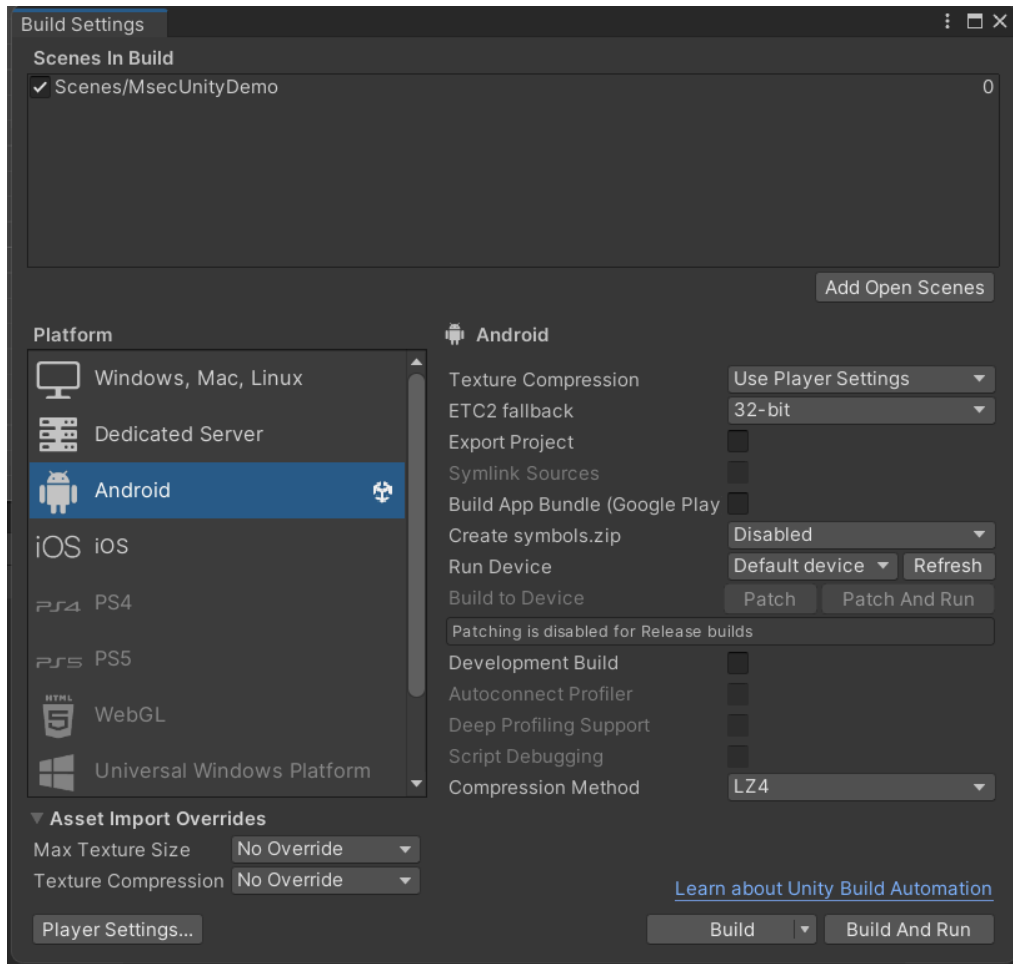 Build Settings
Scenes In Build
Scenes/MsecUnityDemo 0
Add Open Scenes
Platform
Windows, Mac, Linux
Dedicated Server
Android
iOS iOS
PS4 PS4
PS5 PS5
HTML
5 WebGL
Universal Windows Platform
Android
Texture Compression Use Player Settings
ETC2 fallback 32-bit
Export Project
Symlink Sources
Build App Bundle (Google Play
Create symbols.zip Disabled
Run Device Default device Refresh
Build to Device Patch Patch And Run
Patching is disabled for Release builds
Development Build
Autoconnect Profiler
Deep Profiling Support
Script Debugging
Compression Method LZ4
Asset Import Overrides
Max Texture Size No Override
Texture Compression No Override
Learn about Unity Build Automation
Player Settings... Build Build And Run